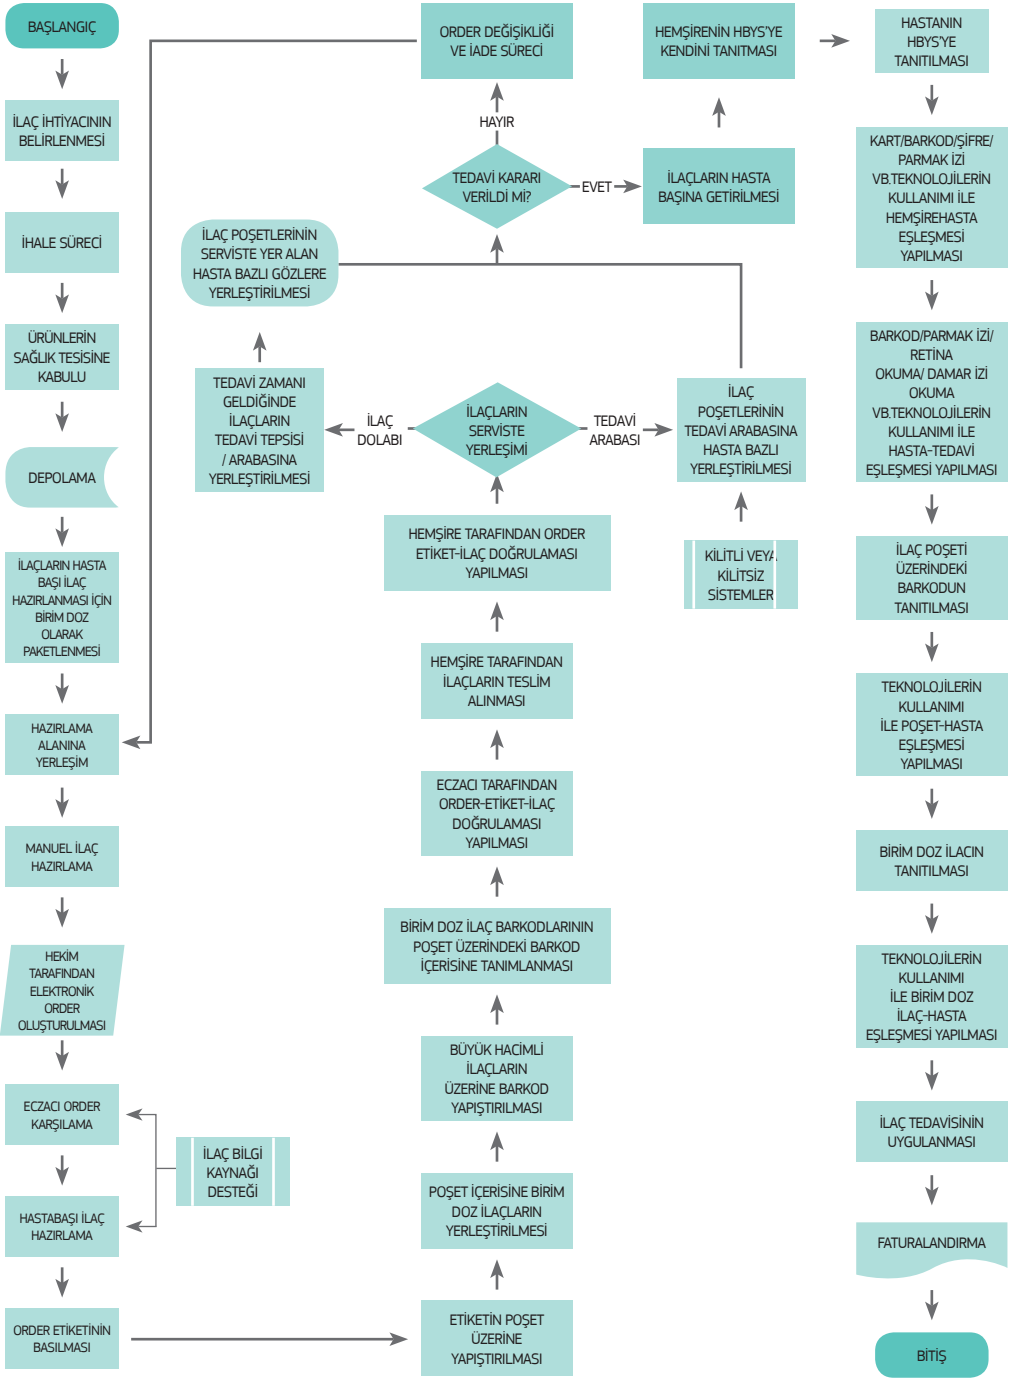 BAŞLANGIÇ
İLAÇ İHTİYACININ
BELİRLENMESİ
İHALE SÜRECİ
ÜRÜNLERİN
SAĞLIK TESİSİNE
KABULU
DEPOLAMA
İLAÇLARIN HASTA
BAŞI İLAÇ
HAZIRLANMASI İÇİN
BİRİM DOZ
OLARAK
PAKETLENMESİ
HAZIRLAMA
ALANINA
YERLEŞİM
MANUEL İLAÇ
HAZIRLAMA
HEKİM
TARAFINDAN
ELEKTRONİK
ORDER
OLUŞTURULMASI
ECZACI ORDER
KARŞILAMA
İLAÇ BİLGİ
KAYNAĞI
DESTEĞİ
HASTABAŞI İLAÇ
HAZIRLAMA
ORDER ETİKETİNİN
BASILMASI
ETİKETİN POŞET
ÜZERİNE
YAPIŞTIRILMASI
POŞET İÇERİSİNE BİRİM
DOZ İLAÇLARIN
YERLEŞTİRİLMESİ
BÜYÜK HACİMLİ
İLAÇLARIN
ÜZERİNE BARKOD
YAPIŞTIRILMASI
BİRİM DOZ İLAÇ BARKODLARININ
POŞET ÜZERİNDEKİ BARKOD
İÇERİSİNE TANIMLANMASI
ECZACI TARAFINDAN
ORDER-ETİKET-İLAÇ
DOĞRULAMASI
YAPILMASI
HEMŞİRE TARAFINDAN
İLAÇLARIN TESLİM
ALINMASI
HEMŞİRE TARAFINDAN ORDER
ETİKET-İLAÇ DOĞRULAMASI
YAPILMASI
İLAÇLARIN
SERVİSTE
YERLEŞİMİ
İLAÇ
DOLABI
TEDAVİ ZAMANI
GELDİĞİNDE
İLAÇLARIN
TEDAVİ TEPSİSİ
/ ARABASINA
YERLEŞTİRİLMESİ
İLAÇ POŞETLERİNİN
SERVİSTE YER ALAN
HASTA BAZLI GÖZLERE
YERLEŞTİRİLMESİ
TEDAVİ
ARABASI
İLAÇ
POŞETLERİNİN
TEDAVİ ARABASINA
HASTA BAZLI
YERLEŞTİRİLMESİ
KİLİTLİ VEYA
KİLİTSİZ
SİSTEMLER
TEDAVİ KARARI
VERİLDİ Mİ?
HAYIR
ORDER DEĞİŞİKLİĞİ
VE İADE SÜRECİ
EVET
İLAÇLARIN HASTA
BAŞINA GETİRİLMESİ
HEMŞİRENİN HBYS'YE
KENDİNİ TANITMASI
HASTANIN
HBYS'YE
TANITILMASI
KART/BARKOD/ŞİFRE/
PARMAK İZİ
VB.TEKNOLOJİLERİN
KULLANIMI İLE
HEMŞİREHASTA
EŞLEŞMESİ
YAPILMASI
BARKOD/PARMAK İZİ/
RETİNA
OKUMA/ DAMAR İZİ
OKUMA
VB.TEKNOLOJİLERİN
KULLANIMI İLE
HASTA-TEDAVİ
EŞLEŞMESİ YAPILMASI
İLAÇ POŞETİ
ÜZERİNDEKİ
BARKODUN
TANITILMASI
TEKNOLOJİLERİN
KULLANIMI
İLE POŞET-HASTA
EŞLEŞMESİ
YAPILMASI
BİRİM DOZ İLACIN
TANITILMASI
TEKNOLOJİLERİN
KULLANIMI
İLE BİRİM DOZ
İLAÇ-HASTA
EŞLEŞMESİ YAPILMASI
İLAÇ TEDAVİSİNİN
UYGULANMASI
FATURALANDIRMA
BİTİŞ